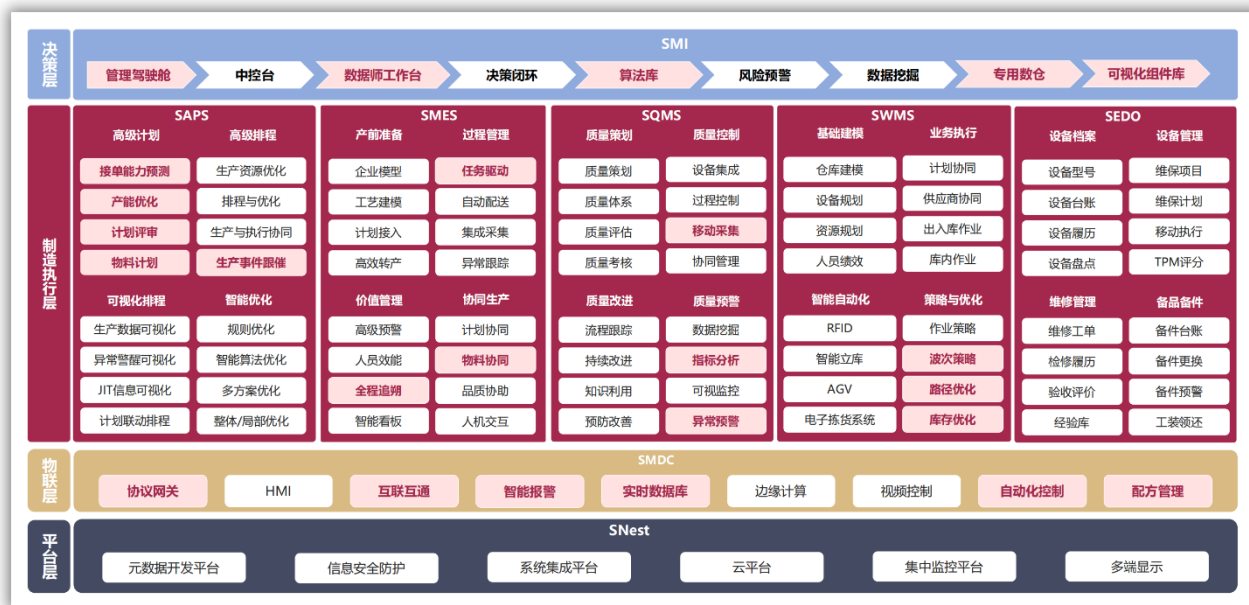 决策层
SMI
管理驾驶舱 中控台 数据师工作台 决策闭环 算法库 风险预警 数据挖掘 专用数仓 可视化组件库
制造执行层
SAPS
高级计划 高级排程
接单能力预测 生产资源优化
产能优化 排程与优化
计划评审 生产与执行协同
物料计划 生产事件跟催
可视化排程 智能优化
生产数据可视化 规则优化
异常警醒可视化 智能算法优化
JIT信息可视化 多方案优化
计划联动排程 整体/局部优化
SMES
产前准备 过程管理
企业模型 任务驱动
工艺建模 自动配送
计划接入 集成采集
高效转产 异常跟踪
价值管理 协同生产
高级预警 计划协同
人员效能 物料协同
全程追朔 品质协助
智能看板 人机交互
SQMS
质量策划 质量控制
质量策划 设备集成
质量体系 过程控制
质量评估 移动采集
质量考核 协同管理
质量改进 质量预警
流程跟踪 数据挖掘
持续改进 指标分析
知识利用 可视监控
预防改善 异常预警
SWMS
基础建模 业务执行
仓库建模 计划协同
设备规划 供应商协同
资源规划 出入库作业
人员绩效 库内作业
智能自动化 策略与优化
RFID 作业策略
智能立库 波次策略
AGV 路径优化
电子拣货系统 库存优化
SEDO
设备档案 设备管理
设备型号 维保项目
设备台账 维保计划
设备履历 移动执行
设备盘点 TPM评分
维修管理 备品备件
维修工单 备件台账
检修履历 备件更换
验收评价 备件预警
经验库 工装领还
物联层
SMDC
协议网关 HMI 互联互通 智能报警 实时数据库 边缘计算 视频控制 自动化控制 配方管理
平台层
SNest
元数据开发平台 信息安全防护 系统集成平台 云平台 集中监控平台 多端显示